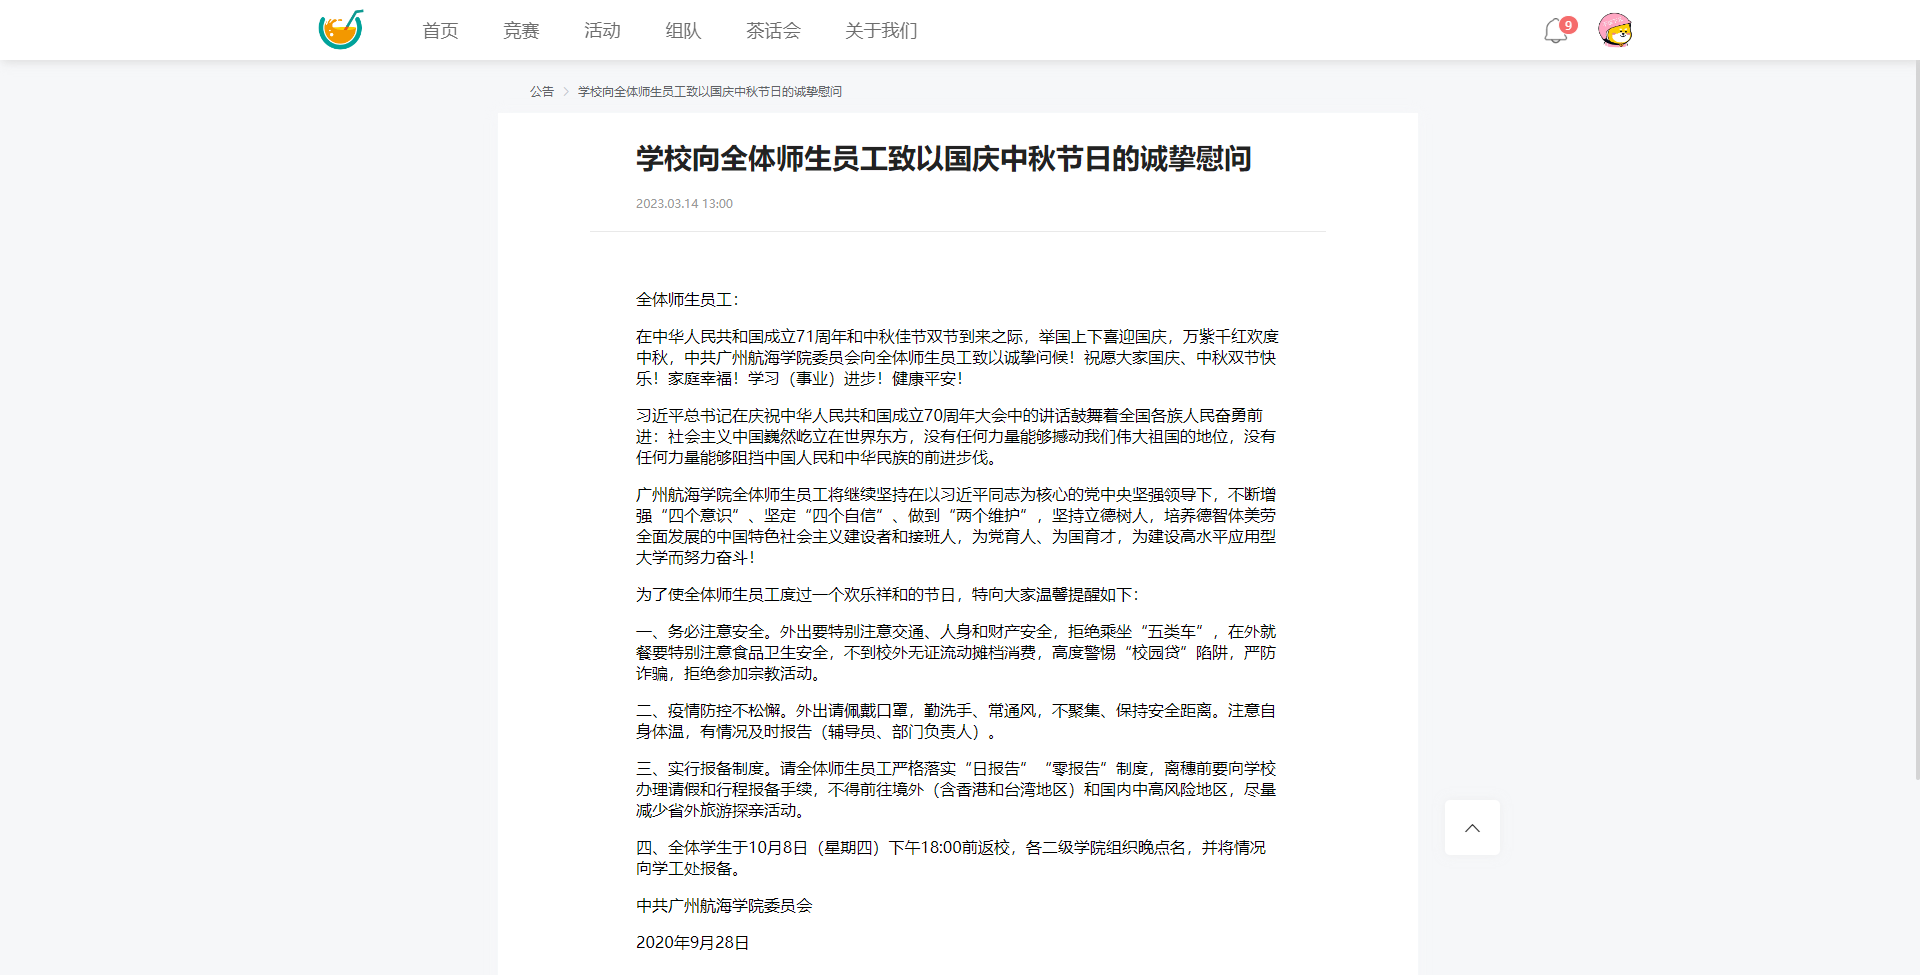 首页 竞赛 活动 组队 茶话会 关于我们 9
公告 > 学校向全体师生员工致以国庆中秋节日的诚挚慰问
学校向全体师生员工致以国庆中秋节日的诚挚慰问
2023.03.14 13:00
全体师生员工：
在中华人民共和国成立71周年和中秋佳节双节到来之际，举国上下喜迎国庆，万紫千红欢度
中秋，中共广州航海学院委员会向全体师生员工致以诚挚问候！祝愿大家国庆、中秋双节快
乐！家庭幸福！学习（事业）进步！健康平安！
习近平总书记在庆祝中华人民共和国成立70周年大会中的讲话鼓舞着全国各族人民奋勇前
进：社会主义中国巍然屹立在世界东方，没有任何力量能够撼动我们伟大祖国的地位，没有
任何力量能够阻挡中国人民和中华民族的前进步伐。
广州航海学院全体师生员工将继续坚持在以习近平同志为核心的党中央坚强领导下，不断增
强“四个意识”、坚定“四个自信”、做到“两个维护”，坚持立德树人，培养德智体美劳
全面发展的中国特色社会主义建设者和接班人，为党育人、为国育才，为建设高水平应用型
大学而努力奋斗！
为了使全体师生员工度过一个欢乐祥和的节日，特向大家温馨提醒如下：
一、务必注意安全。外出要特别注意交通、人身和财产安全，拒绝乘坐“五类车”，在外就
餐要特别注意食品卫生安全，不到校外无证流动摊档消费，高度警惕“校园贷”陷阱，严防
诈骗，拒绝参加宗教活动。
二、疫情防控不松懈。外出请佩戴口罩，勤洗手、常通风，不聚集、保持安全距离。注意自
身体温，有情况及时报告（辅导员、部门负责人）。
三、实行报备制度。请全体师生员工严格落实“日报告”“零报告”制度，离穗前要向学校
办理请假和行程报备手续，不得前往境外（含香港和台湾地区）和国内中高风险地区，尽量
减少省外旅游探亲活动。
四、全体学生于10月8日（星期四）下午18:00前返校，各二级学院组织晚点名，并将情况
向学工处报备。
中共广州航海学院委员会
2020年9月28日